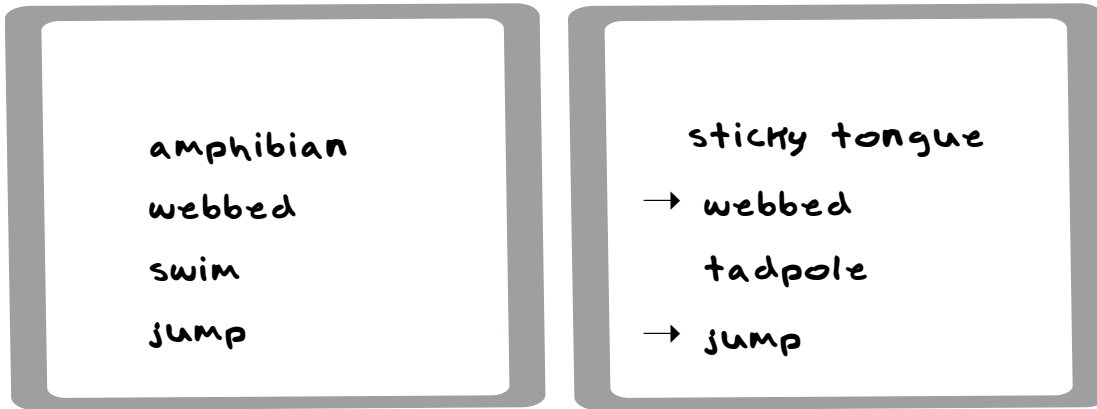 amphibian
webbed
swim
jump
sticky tongue
→ webbed
tadpole
→ jump